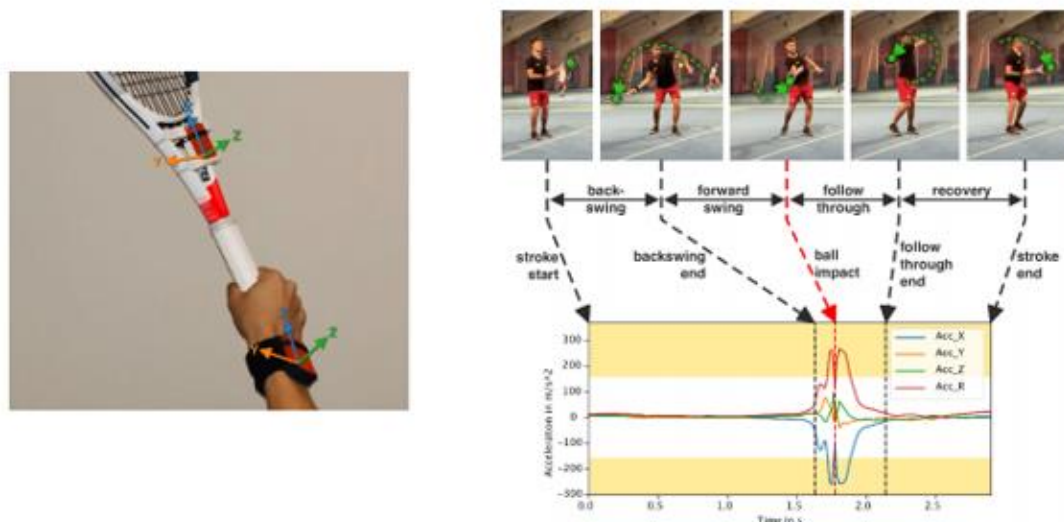 Z
Y
Z
back-
swing
forward
swing
follow
through
recovery
stroke
start
backswing
end
ball
impact
follow
through
end
stroke
end
Acceleration in m/s^2
300
200
100
0
-100
-200
-300
Acc_X
Acc_Y
Acc_Z
Acc_R
0.0
0.5
1.0
1.5
2.0
2.5
Time in s